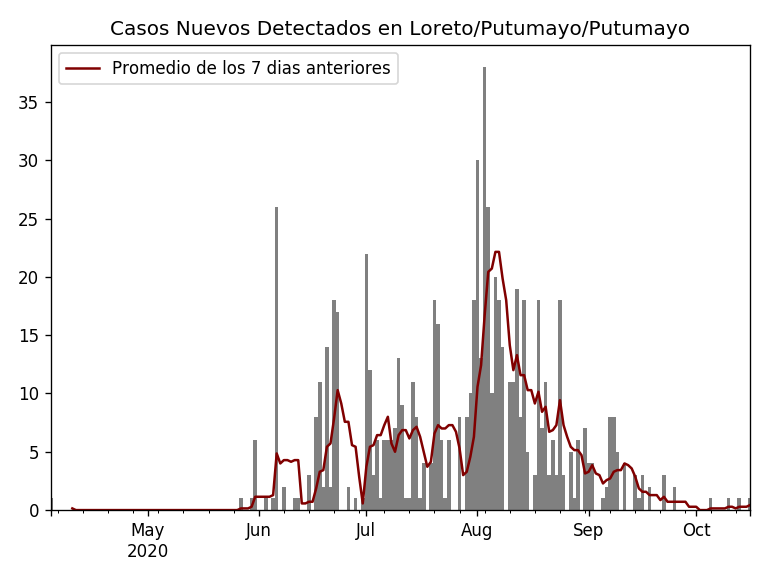 Casos Nuevos Detectados en Loreto/Putumayo/Putumayo
Promedio de los 7 dias anteriores
35
30
25
20
15
10
5
0
May
2020
Jun
Jul
Aug
Sep
Oct